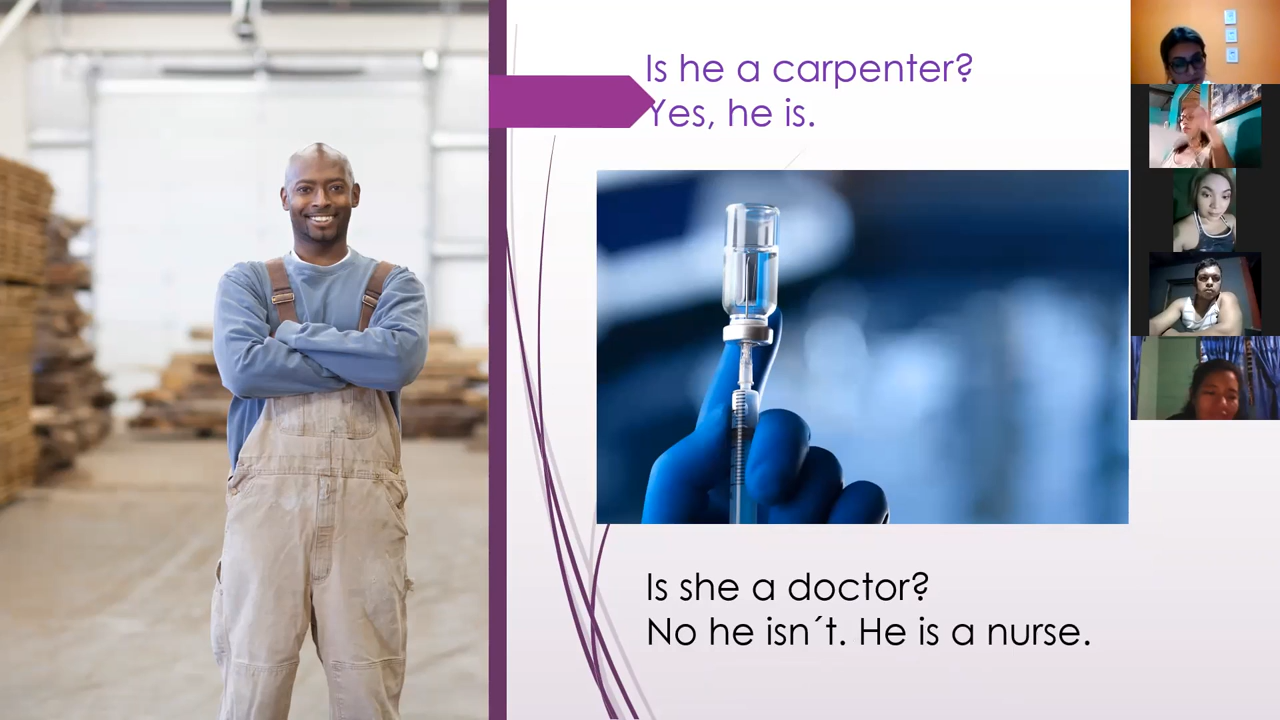 Is he a carpenter?
Yes, he is.
Is she a doctor?
No he isn´t. He is a nurse.